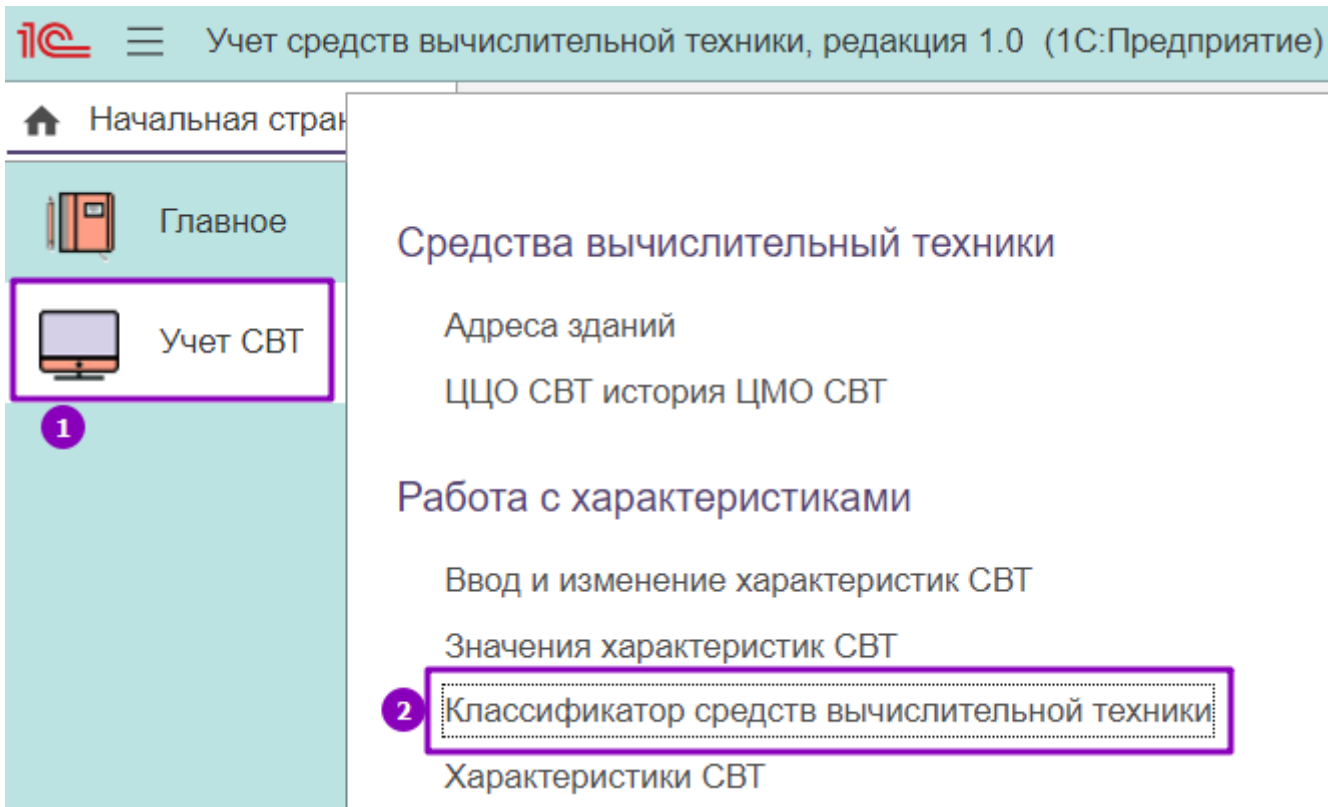 1С Учет средств вычислительной техники, редакция 1.0 (1С:Предприятие)
Начальная стран
Главное
Учет СВТ
1
Средства вычислительный техники
Адреса зданий
ЦЦО СВТ история ЦМО СВТ
Работа с характеристиками
Ввод и изменение характеристик СВТ
Значения характеристик СВТ
2 Классификатор средств вычислительной техники
Характеристики СВТ